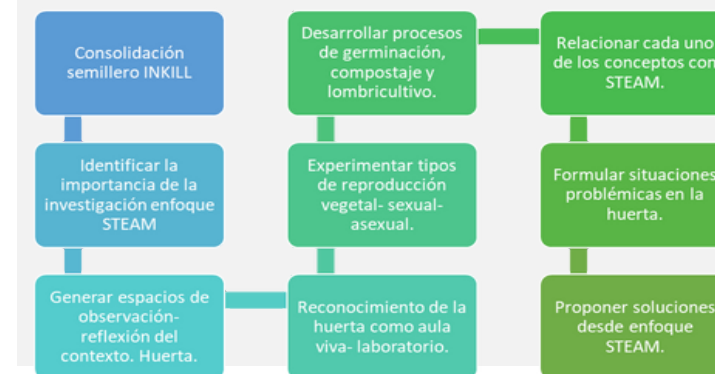 Consolidación
semillero INKILL
Identificar la
importancia de la
investigación enfoque
STEAM
Generar espacios de
observación-
reflexión del
contexto. Huerta.
Reconocimiento de la
huerta como aula
viva- laboratorio.
Experimentar tipos
de reproducción
vegetal- sexual-
asexual.
Desarrollar procesos
de germinación,
compostaje y
lombricultivo.
Relacionar cada uno
de los conceptos con
STEAM.
Formular situaciones
problémicas en la
huerta.
Proponer soluciones
desde enfoque
STEAM.